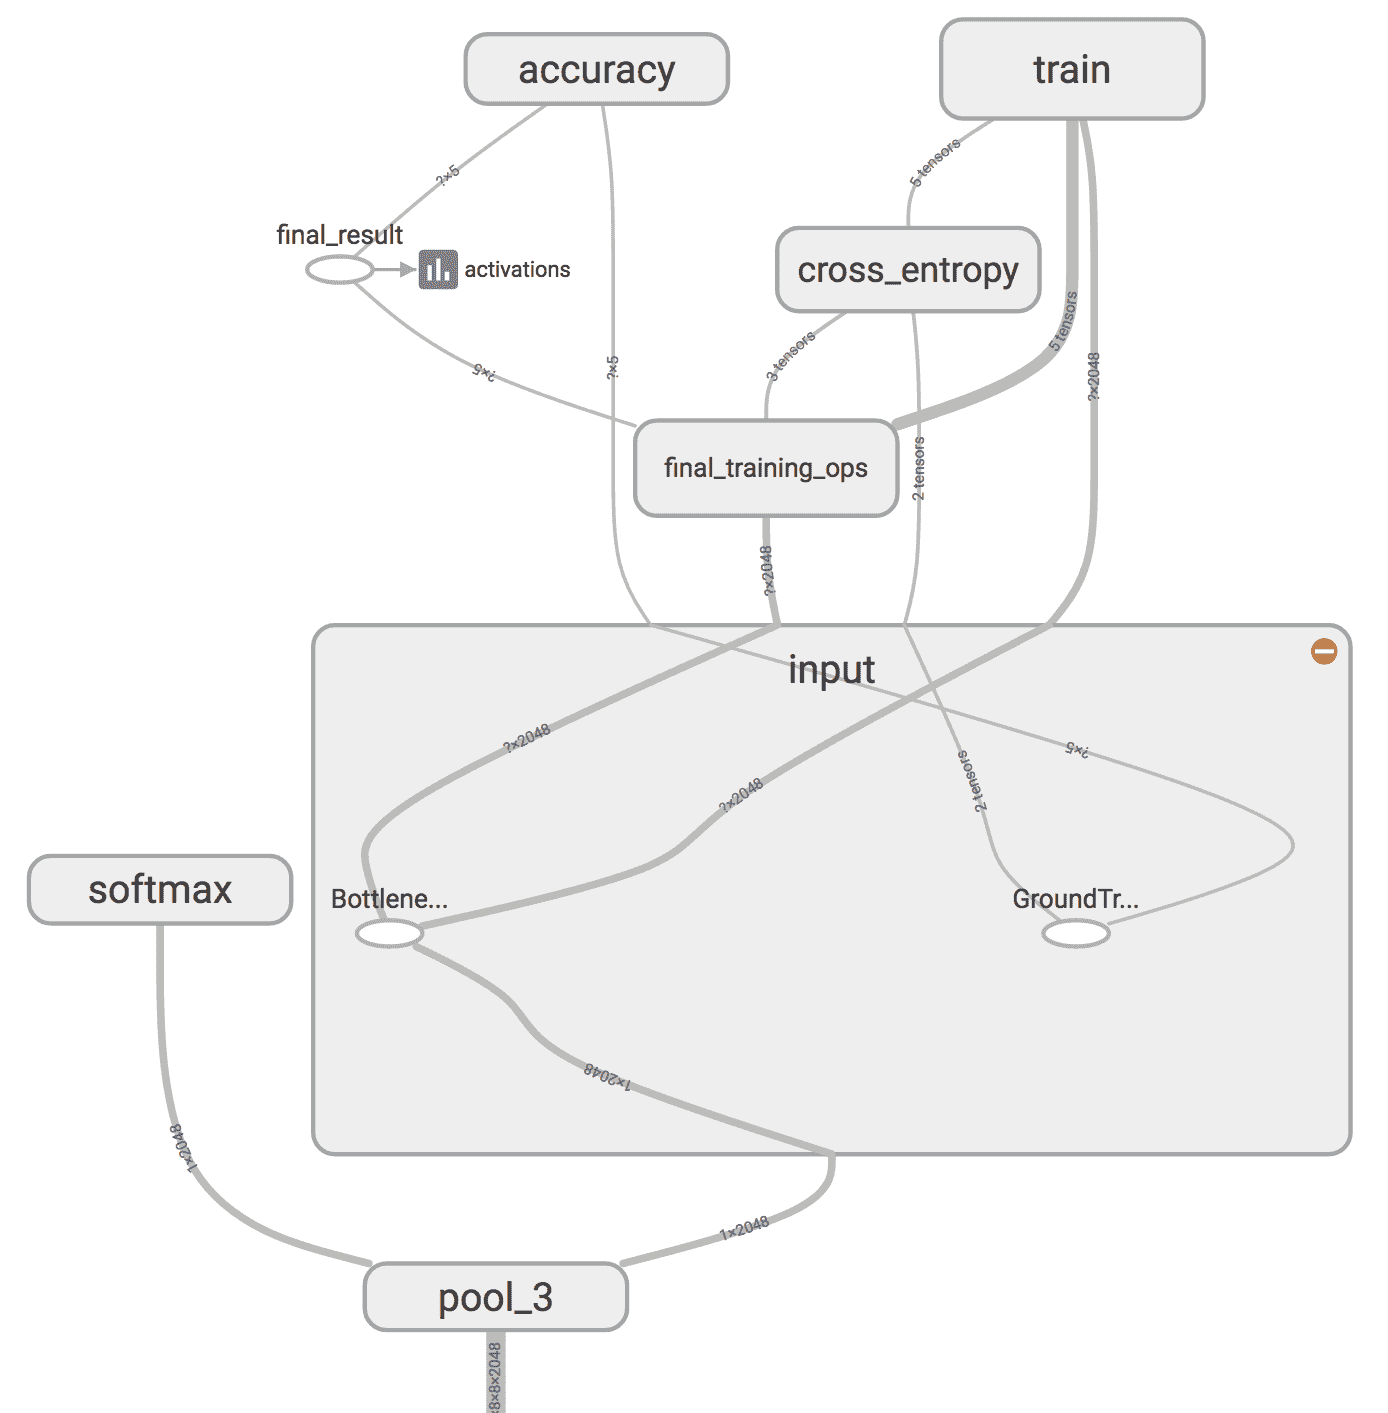 accuracy
train
5 tensors
?×5
final_result
activations
cross_entropy
5 tensors
3 tensors
?×5
?×5
?×2048
final_training_ops
2 tensors
?×2048
input
?×2048
?×5
2 tensors
?×2048
softmax
Bottlene...
GroundTr...
1×2048
1×2048
1×2048
pool_3
×8×8×2048